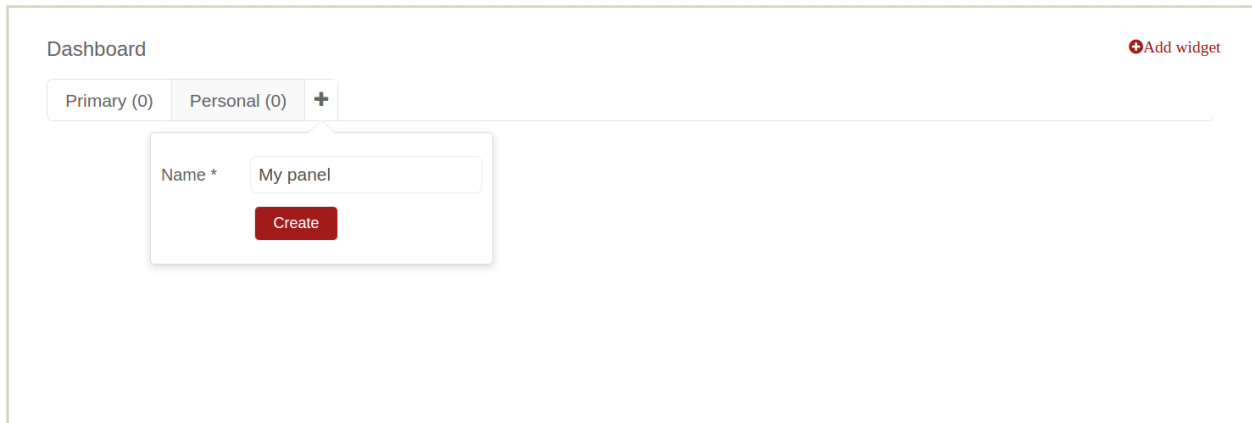 Dashboard
Add widget
Primary (0) Personal (0)
Name * My panel
Create